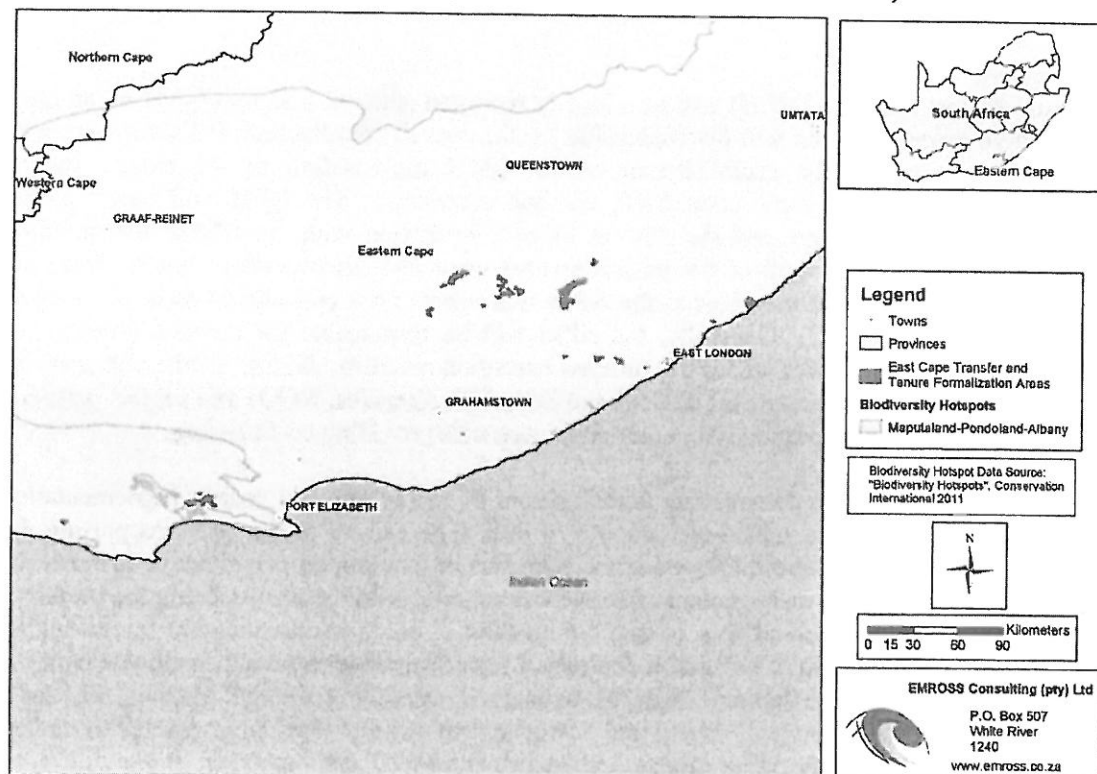 Northern Cape
UMTATA
QUEENSTOWN
Western Cape
GRAAF-REINET
Eastern Cape
EAST LONDON
GRAHAMSTOWN
PORT ELIZABETH
Indian Ocean
South Africa
Eastern Cape
Legend
Towns
Provinces
East Cape Transfer and
Tanure Formalization Areas
Biodiversity Hotspots
Maputaland-Pondoland-Albany
Biodiversity Hotspot Data Source:
"Biodiversity Hotspots", Conservation
International 2011
N
Kilometers
0 15 30 60 90
EMROSS Consulting (pty) Ltd
P.O. Box 507
White River
1240
www.emross.co.za